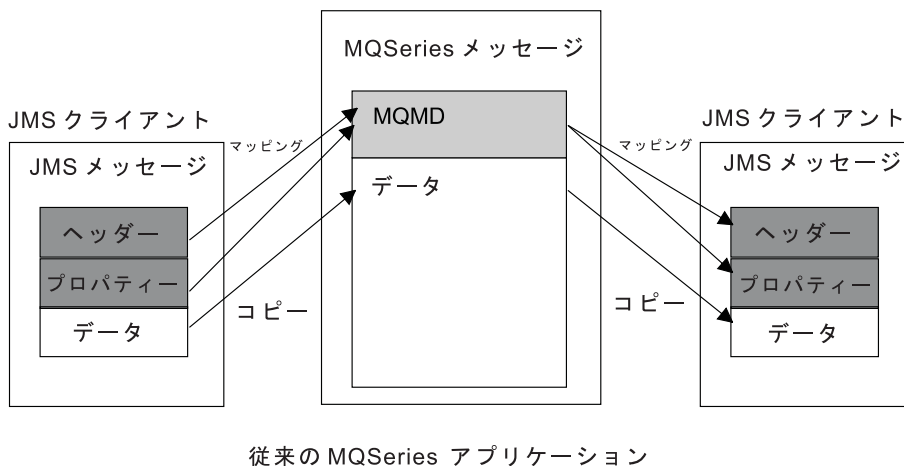 MQSeries メッセージ
MQMD
データ
JMS クライアント
JMS メッセージ
ヘッダー
プロパティー
データ
マッピング
コピー
マッピング
コピー
JMS クライアント
JMS メッセージ
ヘッダー
プロパティー
データ
従来の MQSeries アプリケーション